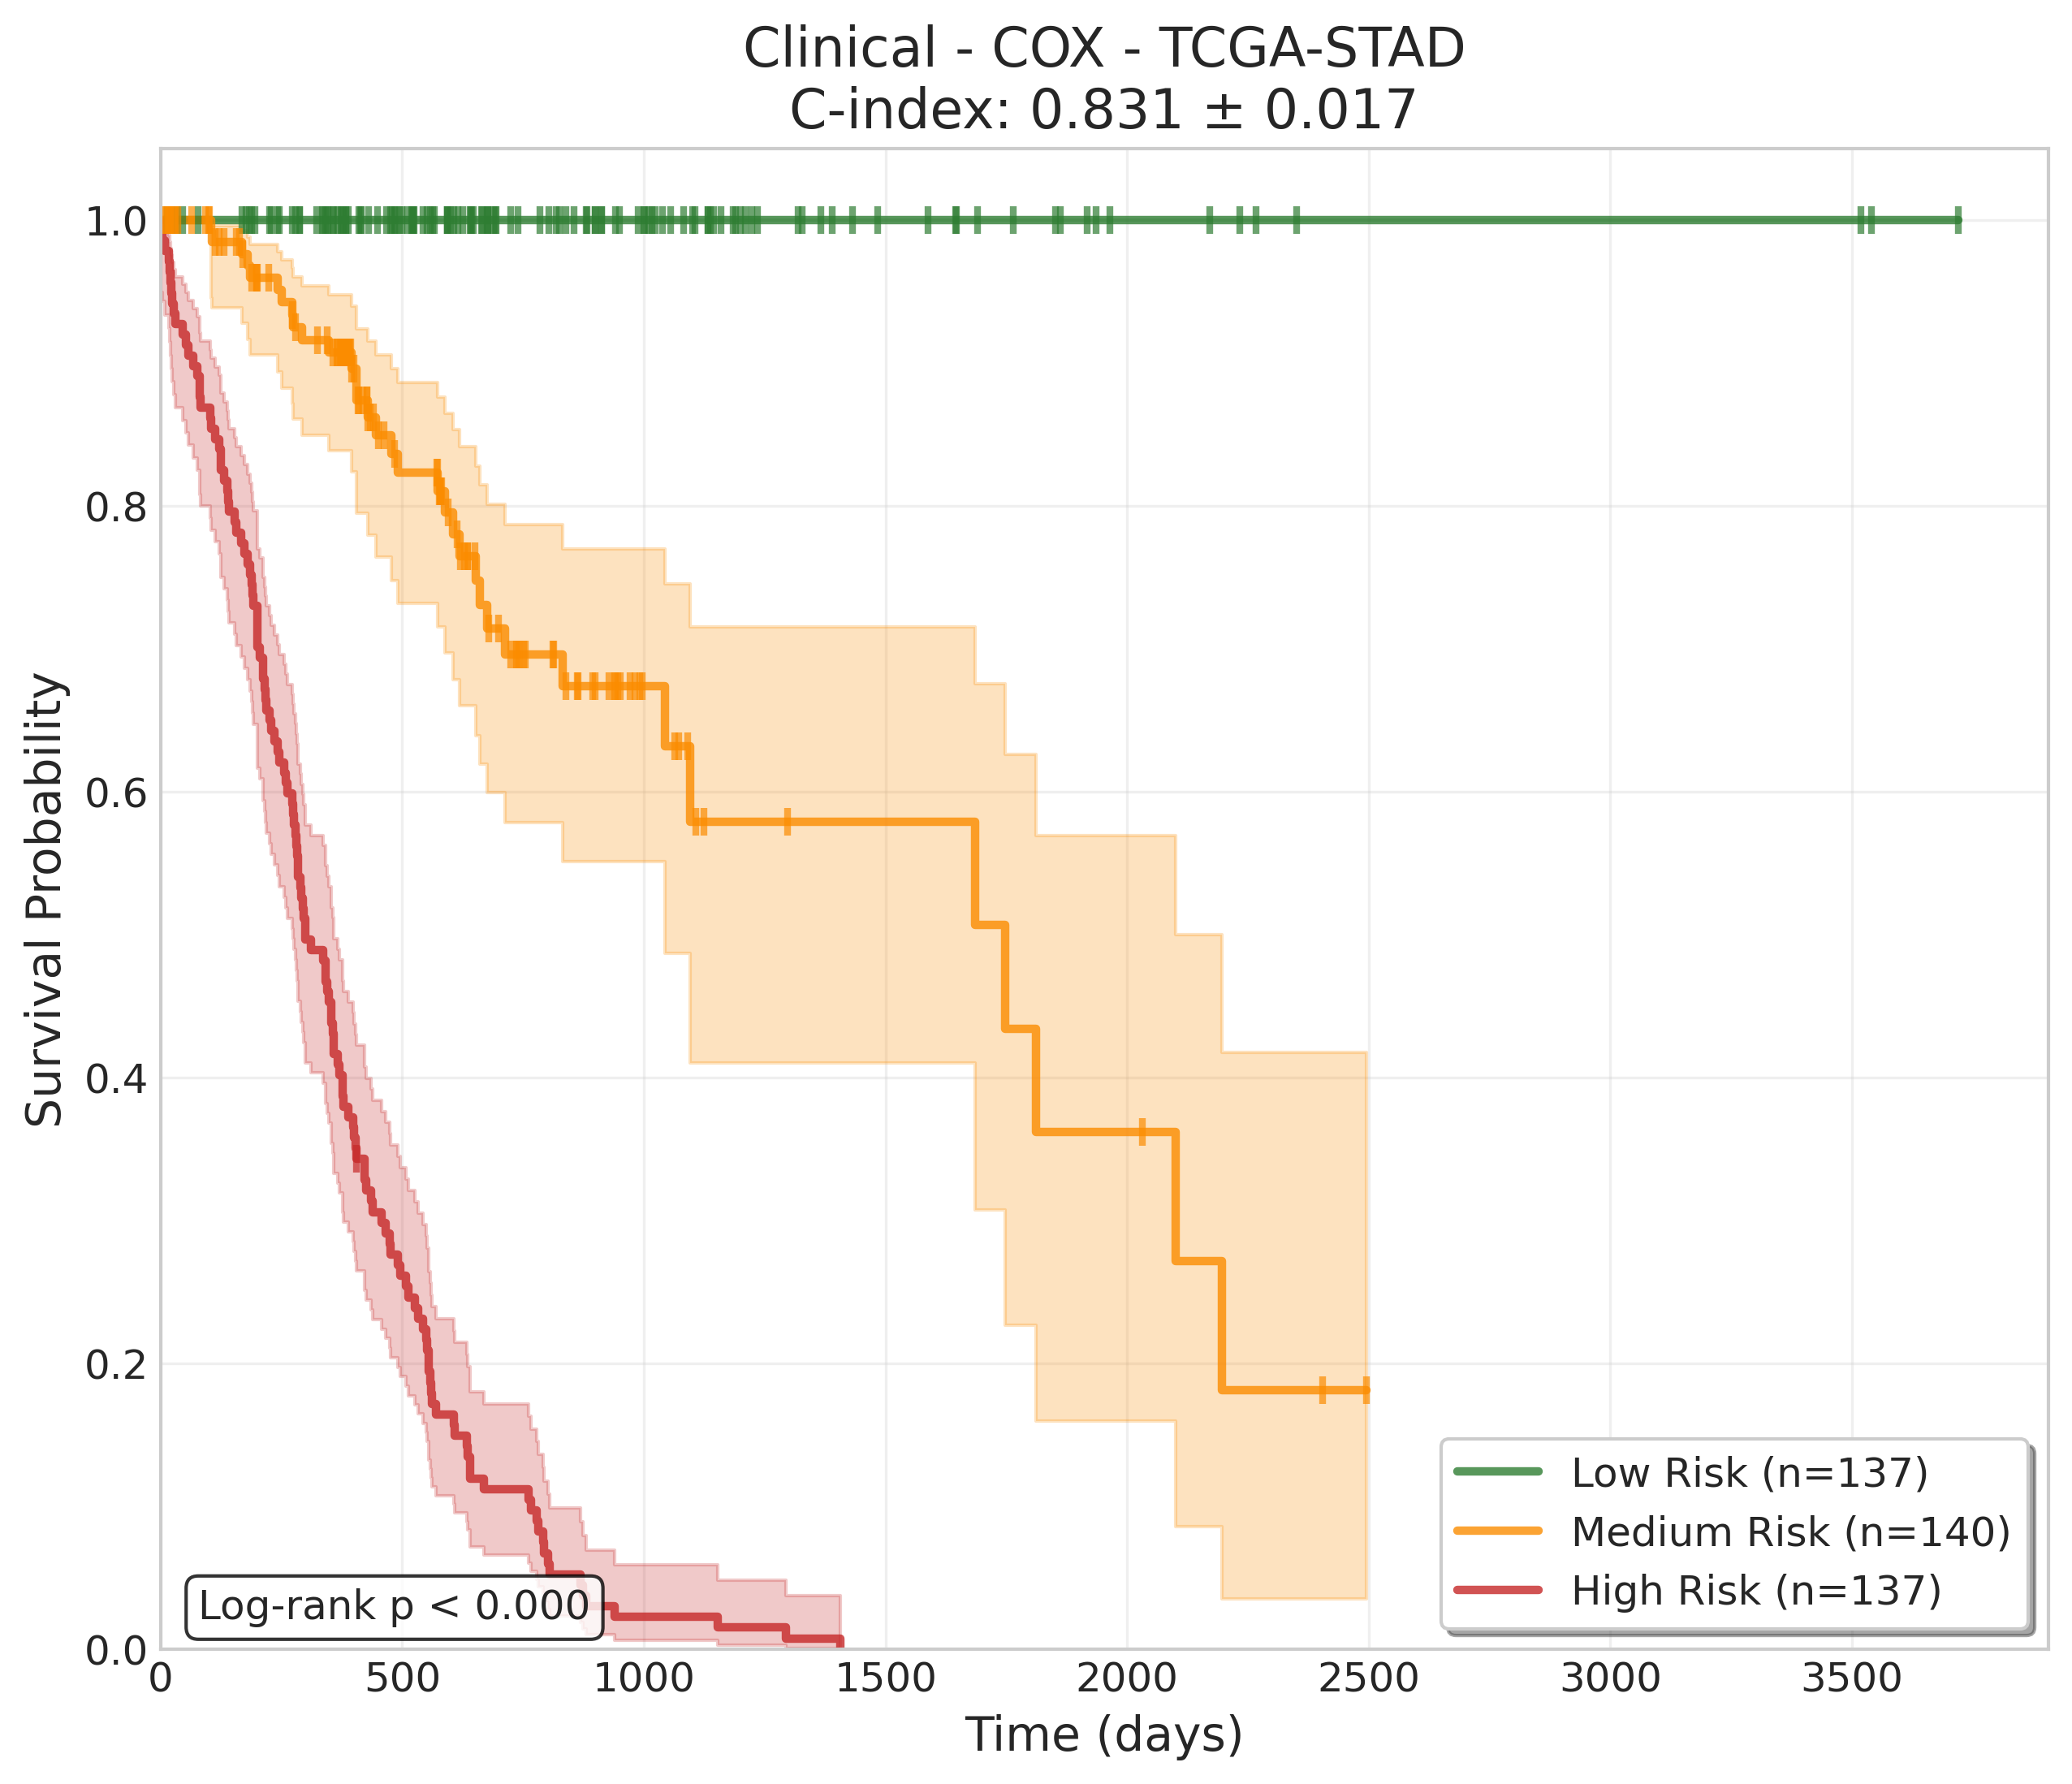 Clinical - COX - TCGA-STAD
C-index: 0.831 ± 0.017
Survival Probability
1.0
0.8
0.6
0.4
0.2
0.0
Log-rank p < 0.000
Low Risk (n=137)
Medium Risk (n=140)
High Risk (n=137)
0 500 1000 1500 2000 2500 3000 3500
Time (days)